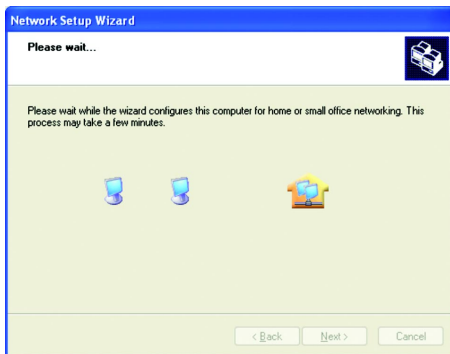 Network Setup Wizard
Please wait...
Please wait while the wizard configures this computer for home or small office networking. This
process may take a few minutes.
< Back
Next >
Cancel